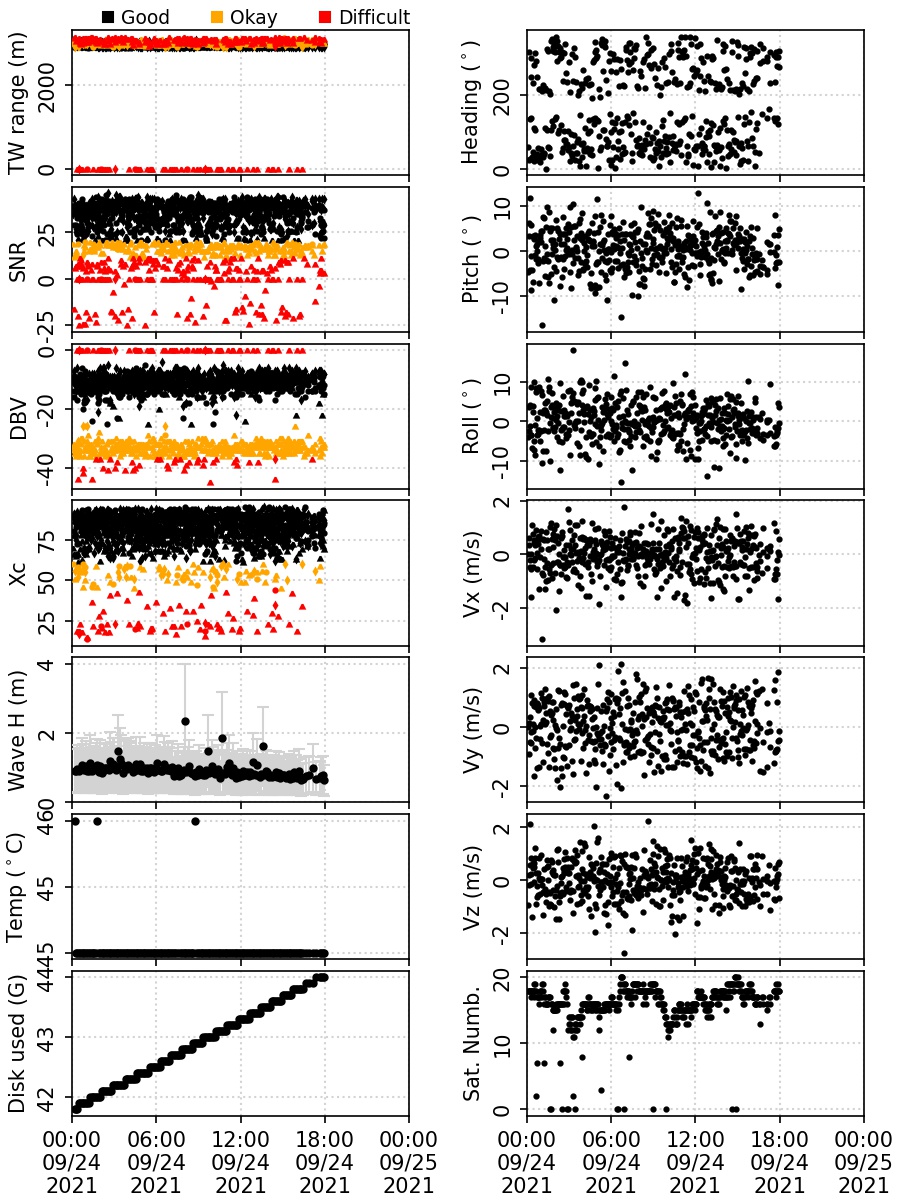 Good Okay Difficult
TW range (m)
2000
0
Heading (°)
200
0
SNR
25
0
-25
Pitch (°)
10
0
-10
DBV
0
-20
-40
Roll (°)
10
0
-10
Xc
75
50
25
Vx (m/s)
2
0
-2
Wave H (m)
4
2
0
Vy (m/s)
2
0
-2
Temp (°C)
46
45
45
Vz (m/s)
2
0
-2
Disk used (G)
44
43
42
Sat. Numb.
20
10
0
00:00 06:00 12:00 18:00 00:00 00:00 06:00 12:00 18:00 00:00
09/24 09/24 09/24 09/24 09/25 09/24 09/24 09/24 09/24 09/25
2021 2021 2021 2021 2021 2021 2021 2021 2021 2021